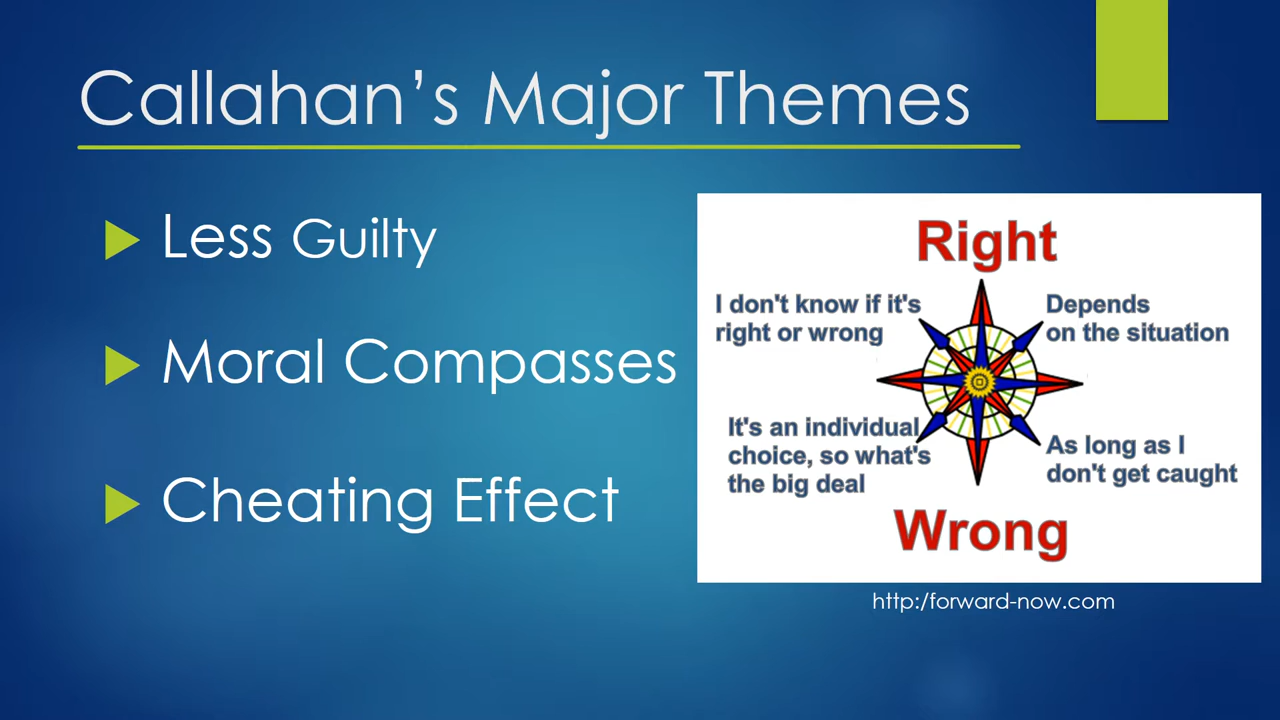 Callahan’s Major Themes
Less Guilty
Moral Compasses
Cheating Effect
Right
I don't know if it's
right or wrong
Depends
on the situation
It's an individual
choice, so what's
the big deal
As long as I
don't get caught
Wrong
http:/forward-now.com